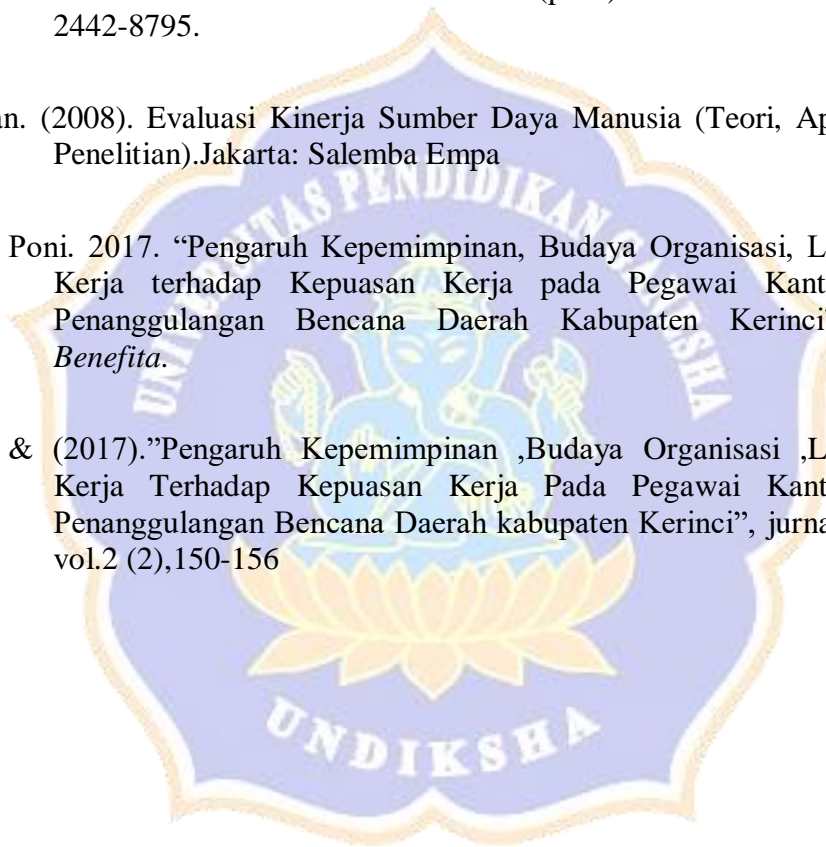 2442-8795.
an. (2008). Evaluasi Kinerja Sumber Daya Manusia (Teori, Ap
Penelitian).Jakarta: Salemba Empa
Poni. 2017. “Pengaruh Kepemimpinan, Budaya Organisasi, L
Kerja terhadap Kepuasan Kerja pada Pegawai Kant
Penanggulangan Bencana Daerah Kabupaten Kerinci”
Benefita.
& (2017).”Pengaruh Kepemimpinan ,Budaya Organisasi ,L
Kerja Terhadap Kepuasan Kerja Pada Pegawai Kant
Penanggulangan Bencana Daerah kabupaten Kerinci”, jurna
vol.2 (2),150-156
UNIVERSITAS PENDIDIKAN GANESHA
UNDIKSHA